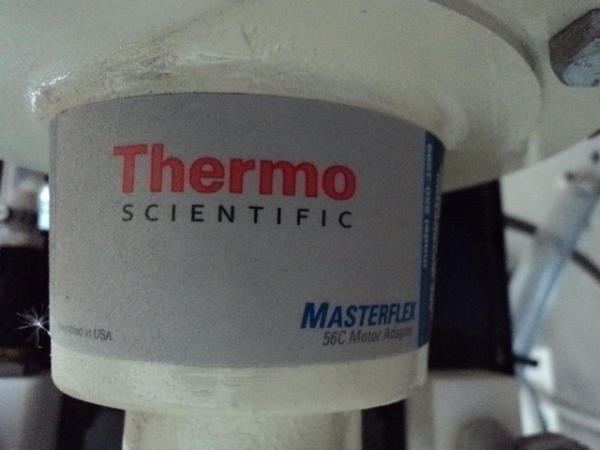 Thermo
SCIENTIFIC
MASTERFLEX
56C Motor Adapter
in USA